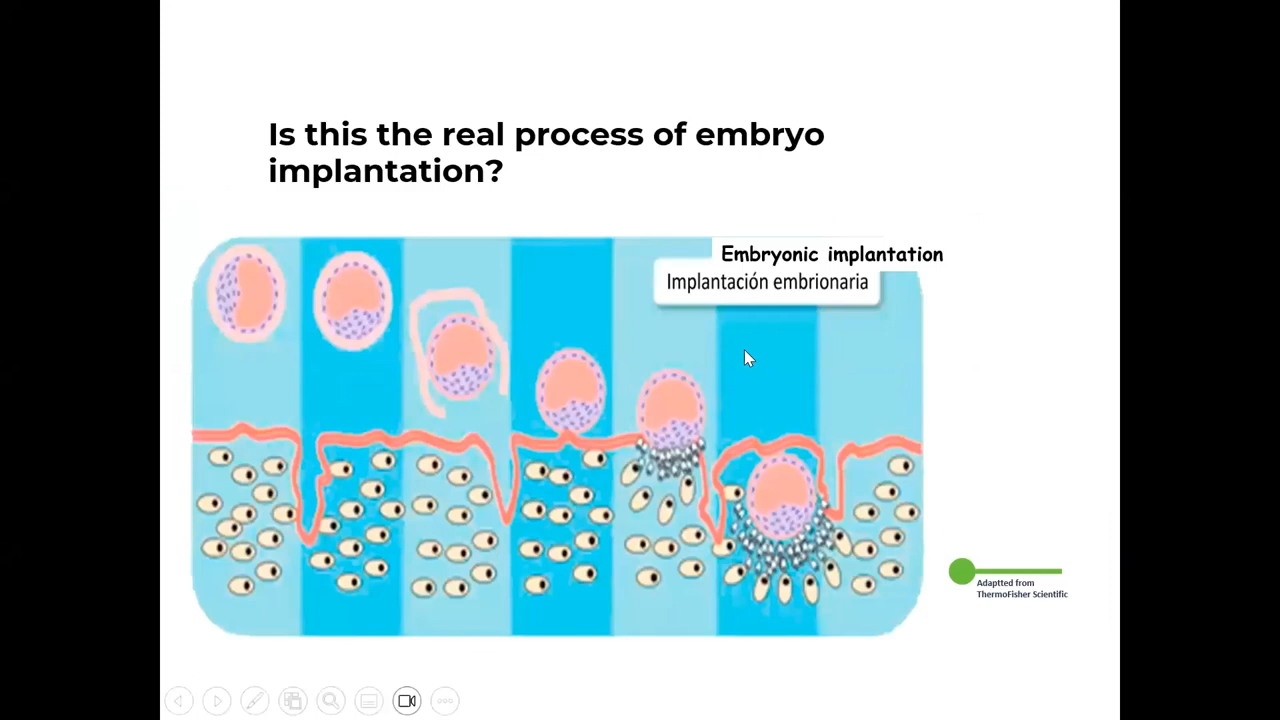 Is this the real process of embryo
implantation?
Embryonic implantation
Implantación embrionaria
Adaptted from
ThermoFisher Scientific